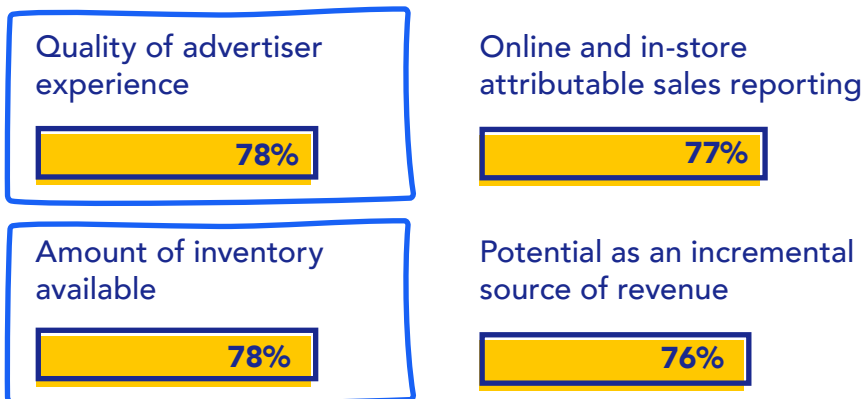 Quality of advertiser
experience
78%
Online and in-store
attributable sales reporting
77%
Amount of inventory
available
78%
Potential as an incremental
source of revenue
76%